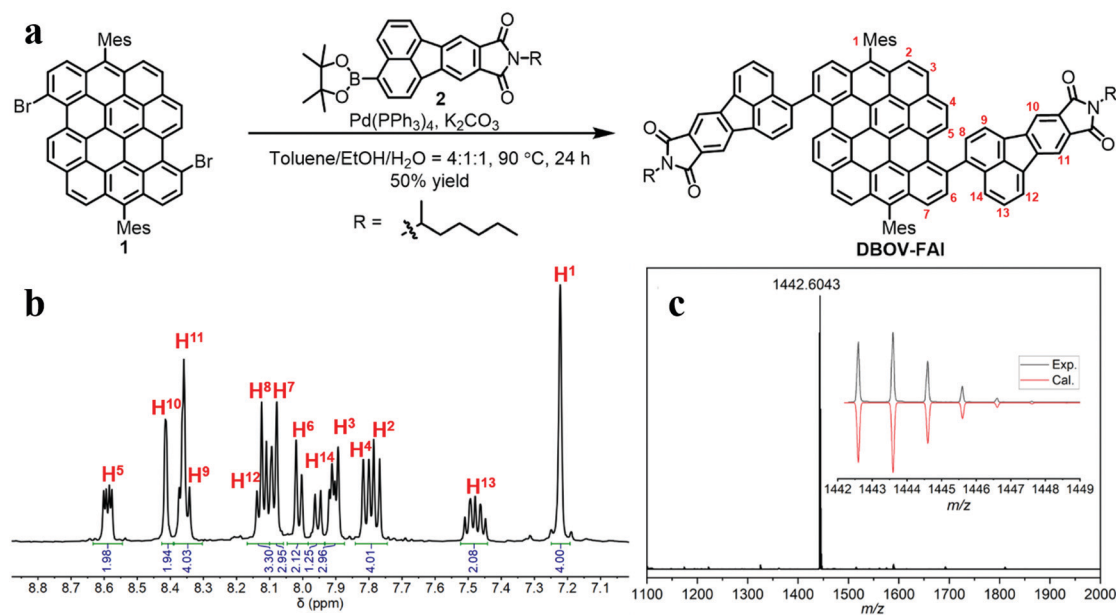 a
Mes
Br
Br
Mes
1
O
B
O
2
O
N
R
O
Pd(PPh3)4, K2CO3
Toluene/EtOH/H2O = 4:1:1, 90 °C, 24 h
50% yield
R =
1 Mes
2
3
4
5
6
7
8
9
10
11
12
13
14
O
N
R
O
O
N
R
O
Mes
DBOV-FAI
b
H5
H10
H11
H9
H12
H8
H7
H6
H14
H3
H4
H2
H13
H1
1.98
1.94
4.03
3.30
2.95
2.12
1.25
2.96
4.01
2.08
4.00
8.8 8.7 8.6 8.5 8.4 8.3 8.2 8.1 8.0 7.9 7.8 7.7 7.6 7.5 7.4 7.3 7.2 7.1
δ (ppm)
c
1442.6043
Exp.
Cal.
1442 1443 1444 1445 1446 1447 1448 1449
m/z
1100 1200 1300 1400 1500 1600 1700 1800 1900 2000
m/z